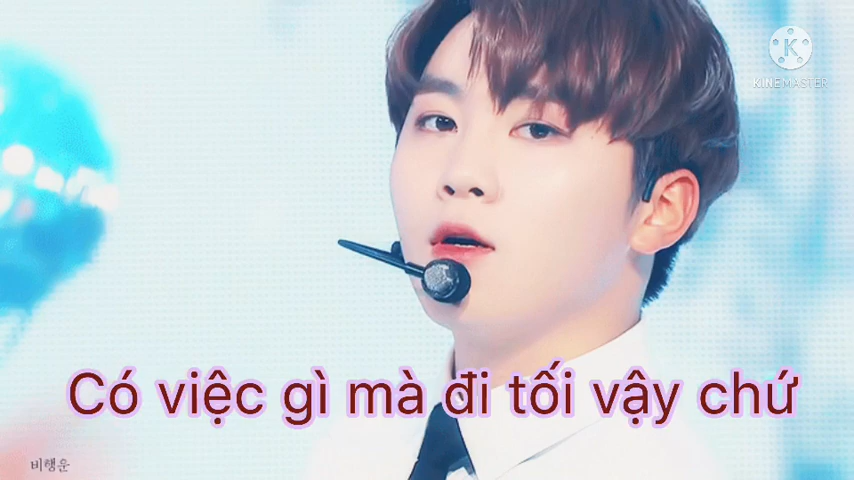 KINEMASTER
Có việc gì mà đi tối vậy chứ
비행운